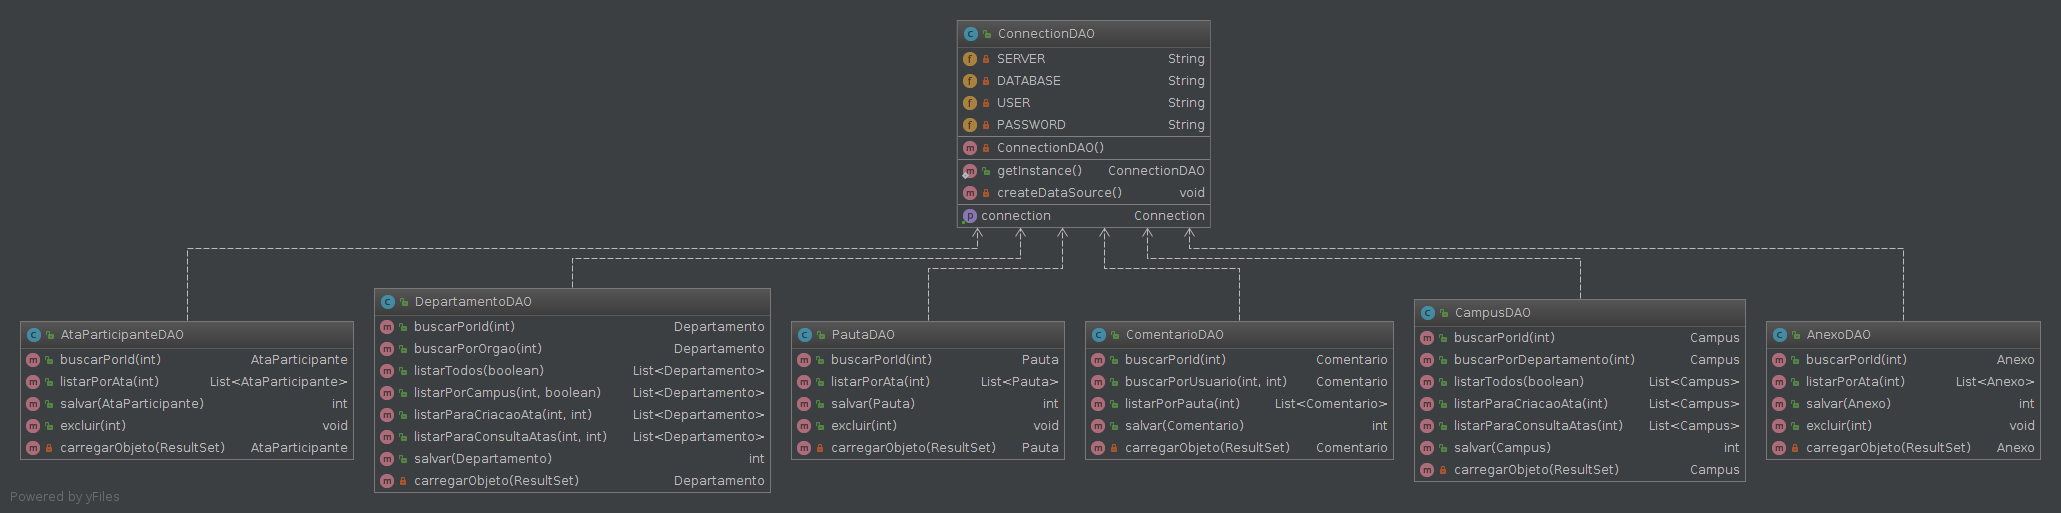 ConnectionDAO
SERVER String
DATABASE String
USER String
PASSWORD String
ConnectionDAO()
getInstance() ConnectionDAO
createDataSource() void
connection Connection
AtaParticipanteDAO
buscarPorId(int) AtaParticipante
listarPorAta(int) List<AtaParticipante>
salvar(AtaParticipante) int
excluir(int) void
carregarObjeto(ResultSet) AtaParticipante
DepartamentoDAO
buscarPorId(int) Departamento
buscarPorOrgao(int) Departamento
listarTodos(boolean) List<Departamento>
listarPorCampus(int, boolean) List<Departamento>
listarParaCriacaoAta(int, int) List<Departamento>
listarParaConsultaAtas(int, int) List<Departamento>
salvar(Departamento) int
carregarObjeto(ResultSet) Departamento
PautaDAO
buscarPorId(int) Pauta
listarPorAta(int) List<Pauta>
salvar(Pauta) int
excluir(int) void
carregarObjeto(ResultSet) Pauta
ComentarioDAO
buscarPorId(int) Comentario
buscarPorUsuario(int, int) Comentario
listarPorPauta(int) List<Comentario>
salvar(Comentario) int
carregarObjeto(ResultSet) Comentario
CampusDAO
buscarPorId(int) Campus
buscarPorDepartamento(int) Campus
listarTodos(boolean) List<Campus>
listarParaCriacaoAta(int) List<Campus>
listarParaConsultaAtas(int) List<Campus>
salvar(Campus) int
carregarObjeto(ResultSet) Campus
AnexoDAO
buscarPorId(int) Anexo
listarPorAta(int) List<Anexo>
salvar(Anexo) int
excluir(int) void
carregarObjeto(ResultSet) Anexo
Powered by yFiles